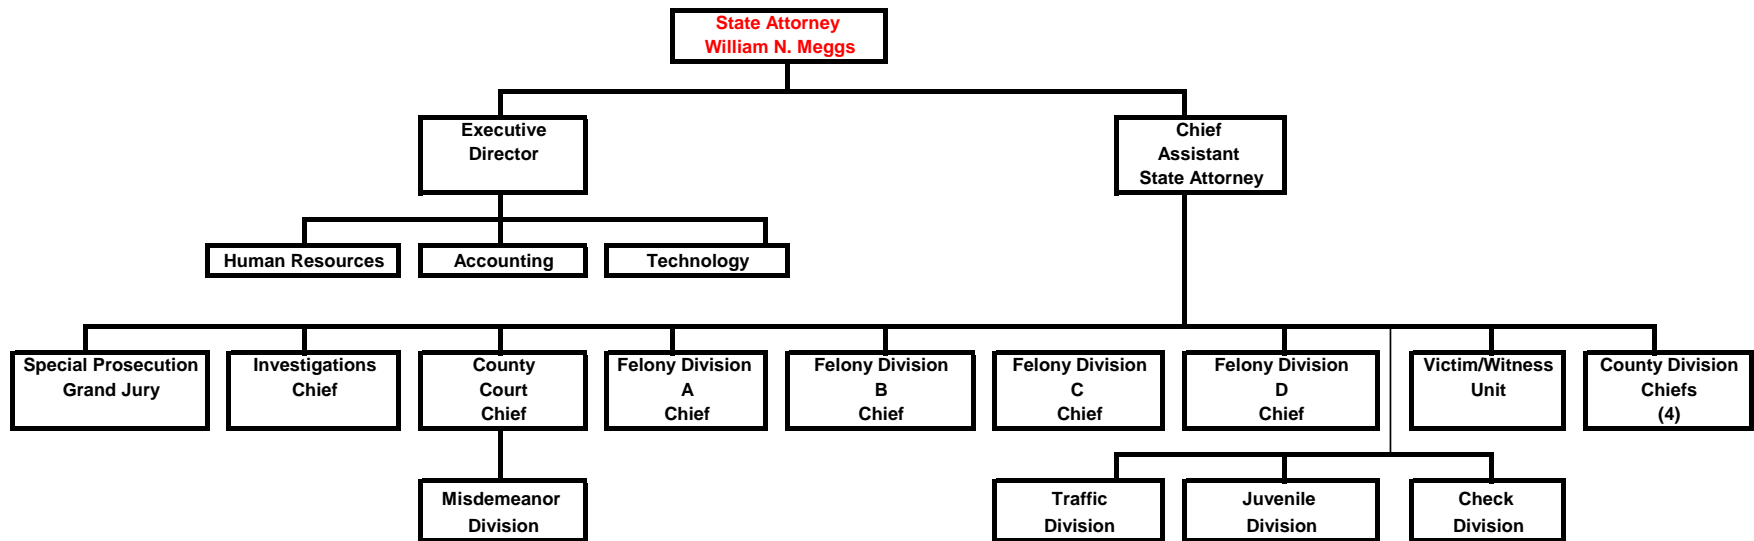 State Attorney
William N. Meggs
Executive
Director
Chief
Assistant
State Attorney
Human Resources
Accounting
Technology
Special Prosecution
Grand Jury
Investigations
Chief
County
Court
Chief
Felony Division
A
Chief
Felony Division
B
Chief
Felony Division
C
Chief
Felony Division
D
Chief
Victim/Witness
Unit
County Division
Chiefs
(4)
Misdemeanor
Division
Traffic
Division
Juvenile
Division
Check
Division